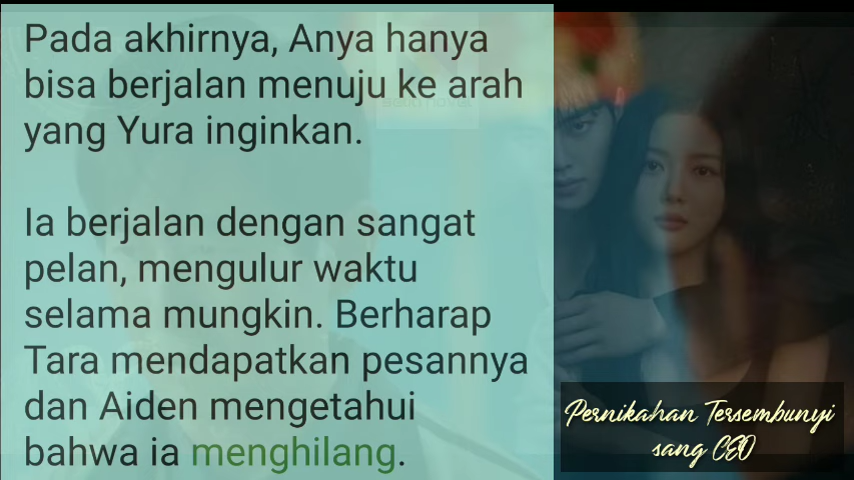 Pada akhirnya, Anya hanya
bisa berjalan menuju ke arah
yang Yura inginkan.
Ia berjalan dengan sangat
pelan, mengulur waktu
selama mungkin. Berharap
Tara mendapatkan pesannya
dan Aiden mengetahui
bahwa ia menghilang.
Pernikahan Tersembunyi
sang CEO